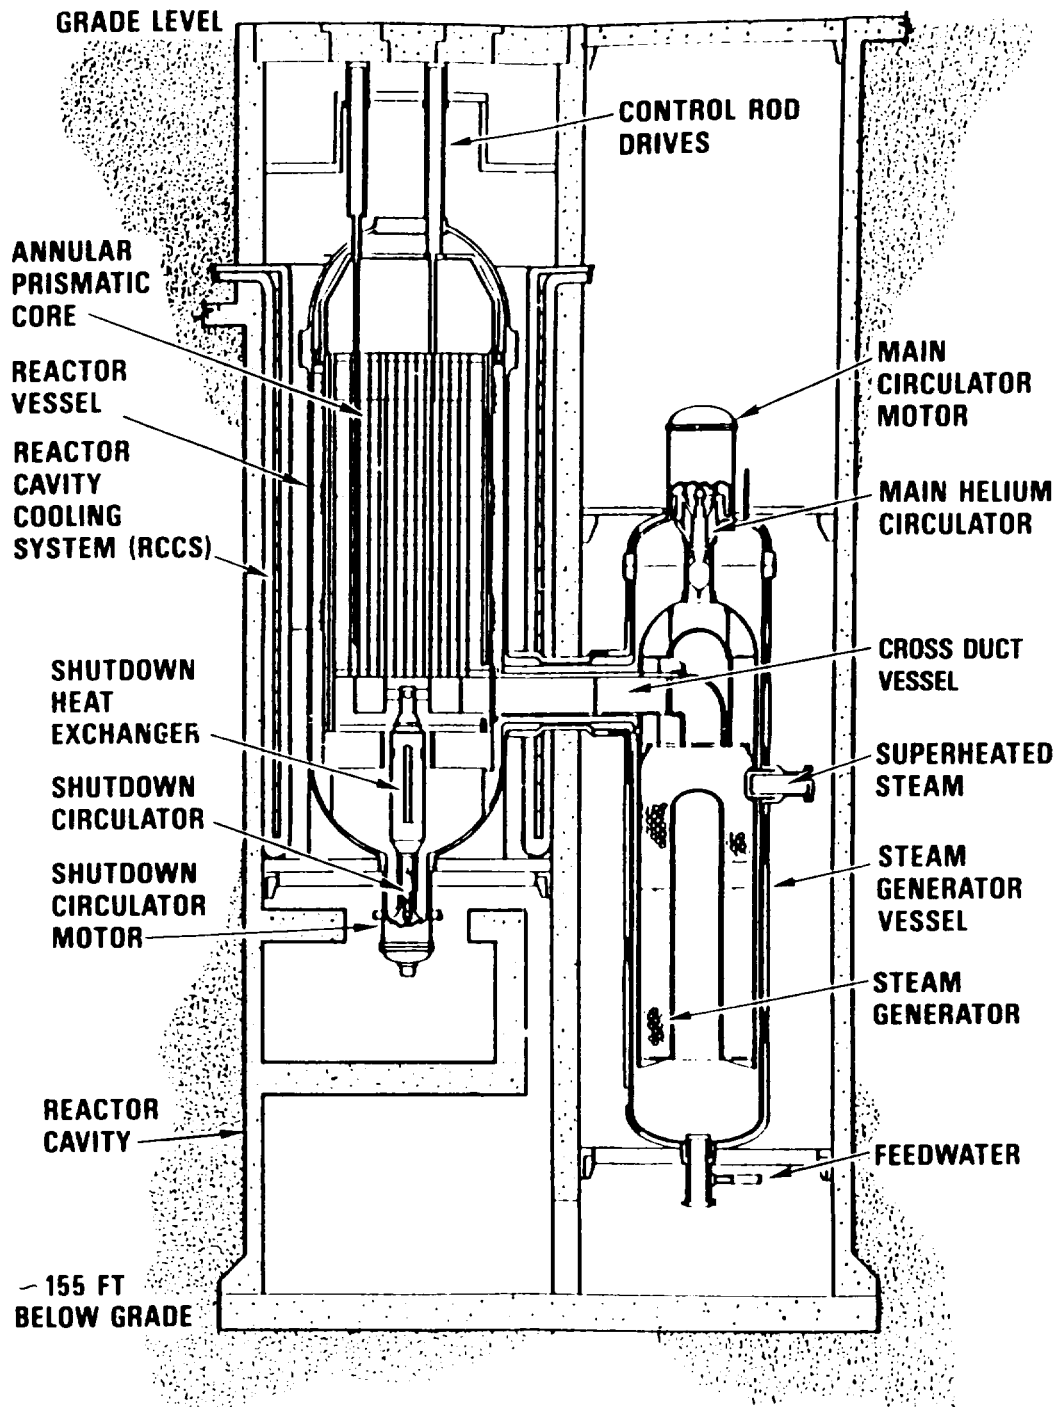 GRADE LEVEL
CONTROL ROD
DRIVES
ANNULAR
PRISMATIC
CORE
REACTOR
VESSEL
REACTOR
CAVITY
COOLING
SYSTEM (RCCS)
SHUTDOWN
HEAT
EXCHANGER
SHUTDOWN
CIRCULATOR
SHUTDOWN
CIRCULATOR
MOTOR
REACTOR
CAVITY
~155 FT
BELOW GRADE
MAIN
CIRCULATOR
MOTOR
MAIN HELIUM
CIRCULATOR
CROSS DUCT
VESSEL
SUPERHEATED
STEAM
STEAM
GENERATOR
VESSEL
STEAM
GENERATOR
FEEDWATER